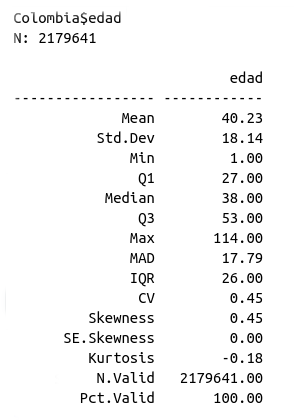 Colombia$edad
N: 2179641
edad
----------------- ------------
Mean 40.23
Std.Dev 18.14
Min 1.00
Q1 27.00
Median 38.00
Q3 53.00
Max 114.00
MAD 17.79
IQR 26.00
CV 0.45
Skewness 0.45
SE.Skewness 0.00
Kurtosis -0.18
N.Valid 2179641.00
Pct.Valid 100.00